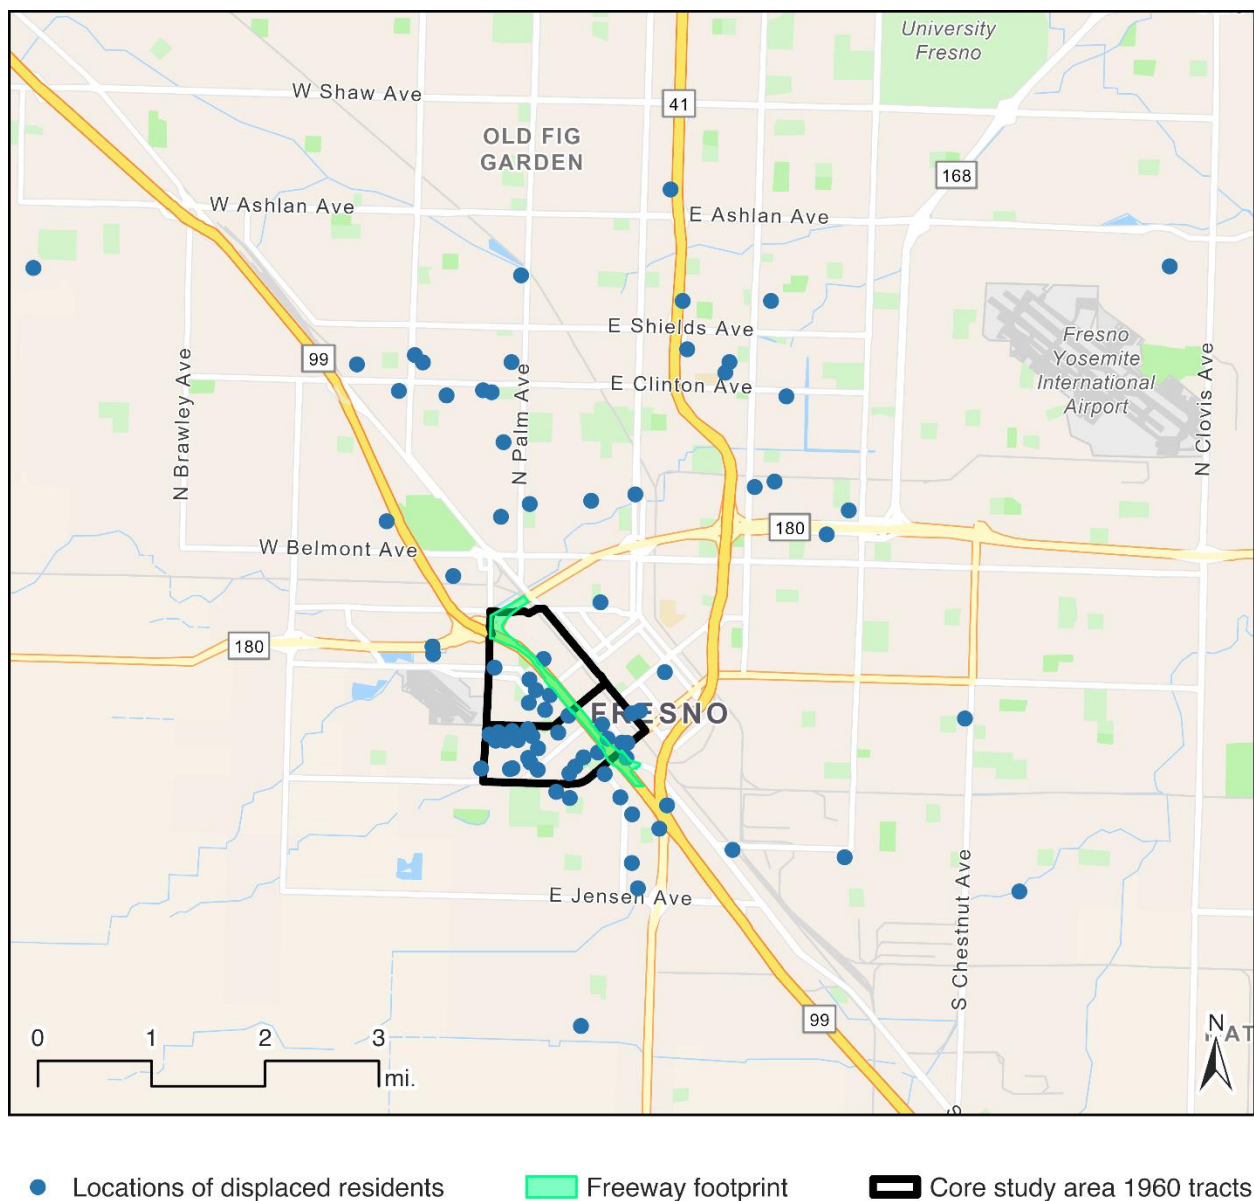 University
Fresno
W Shaw Ave
41
OLD FIG
GARDEN
168
W Ashlan Ave
E Ashlan Ave
E Shields Ave
Fresno
Yosemite
International
Airport
99
N Brawley Ave
N Palm Ave
E Clinton Ave
N Clovis Ave
180
W Belmont Ave
180
FRESNO
E Jensen Ave
S Chestnut Ave
99
0 1 2 3
mi.
N
S
Locations of displaced residents
Freeway footprint
Core study area 1960 tracts